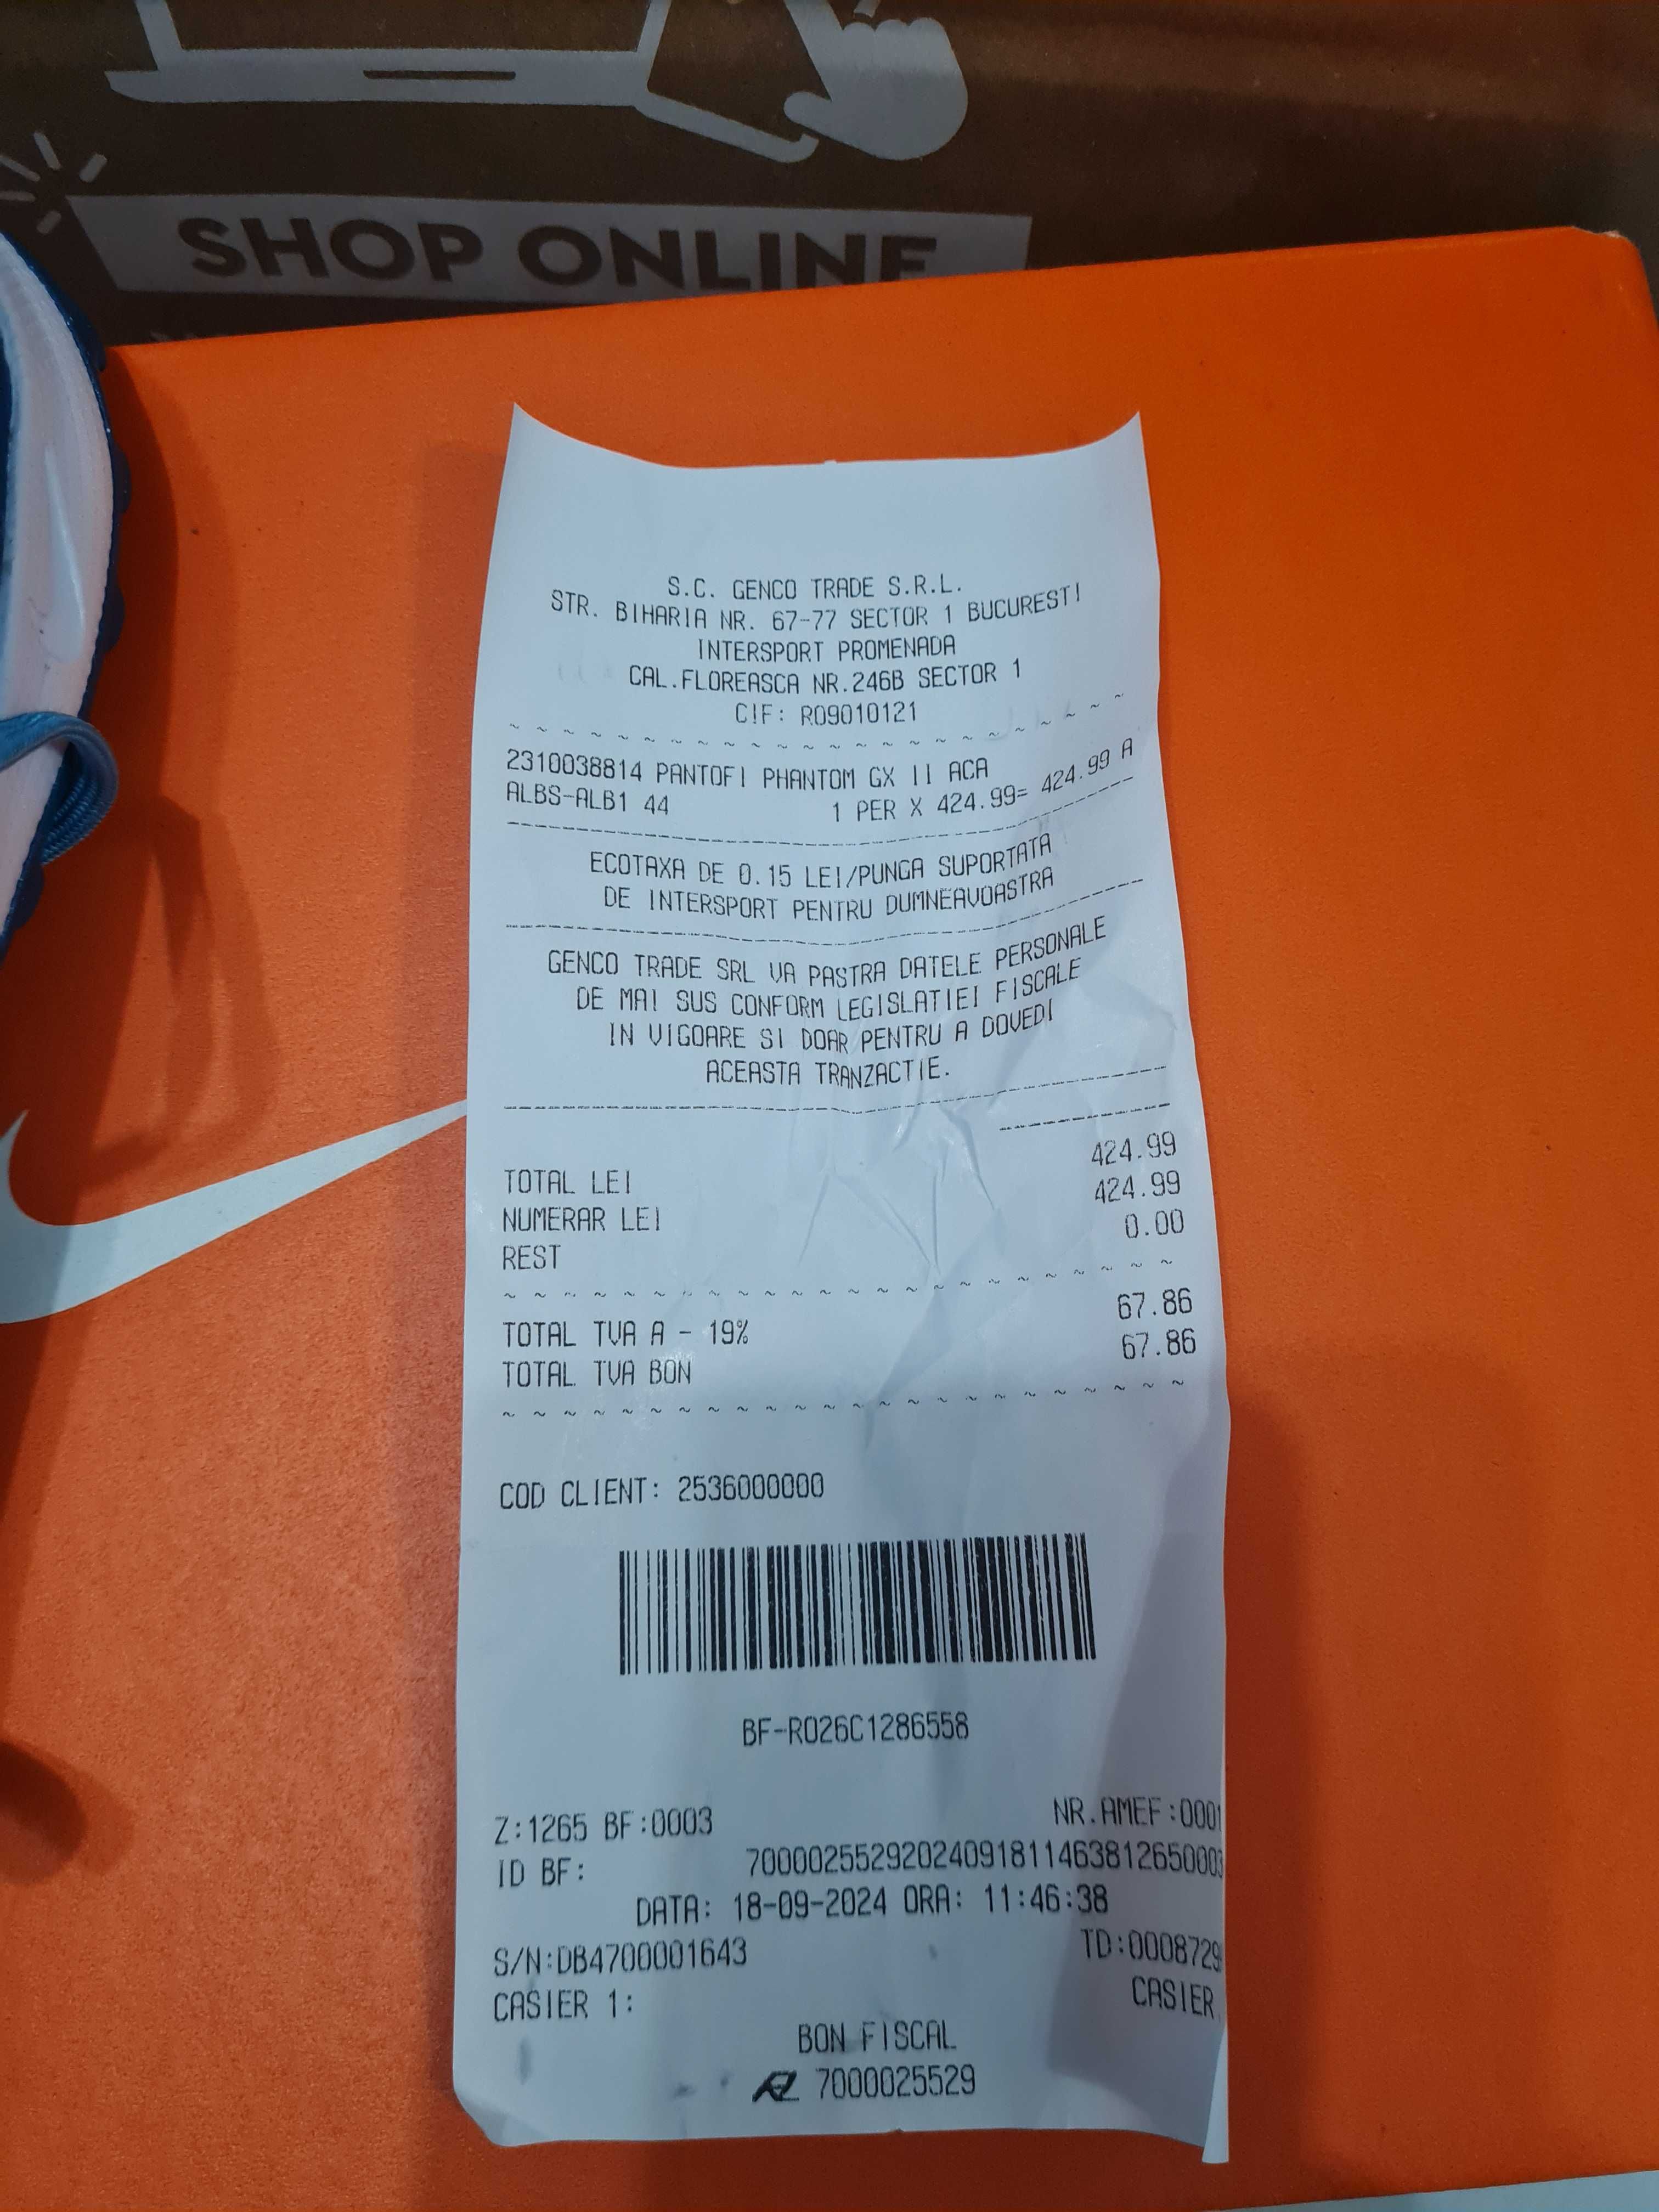 SHOP ONLINE
S.C. GENCO TRADE S.R.L.
STR. BIHARIA NR. 67-77 SECTOR 1 BUCURESTI
INTERSPORT PROMENADA
CAL.FLOREASCA NR.246B SECTOR 1
CIF: RO9010121
2310038814 PANTOFI PHANTOM GX II ACA
ALBS-ALB1 44 1 PER X 424.99= 424.99 A
ECOTAXA DE 0.15 LEI/PUNGA SUPORTATA
DE INTERSPORT PENTRU DUMNEAVOASTRA
GENCO TRADE SRL VA PASTRA DATELE PERSONALE
DE MAI SUS CONFORM LEGISLATIEI FISCALE
IN VIGOARE SI DOAR PENTRU A DOVEDI
ACEASTA TRANZACTIE.
TOTAL LEI 424.99
NUMERAR LEI 424.99
REST 0.00
TOTAL TVA A - 19% 67.86
TOTAL TVA BON 67.86
COD CLIENT: 2536000000
BF-RO26C1286558
Z:1265 BF:0003 NR.AMEF:0001
ID BF: 70000255292024091811463812650003
DATA: 18-09-2024 ORA: 11:46:38
S/N:DB4700001643 TD:0008729
CASIER 1: CASIER
BON FISCAL
7000025529